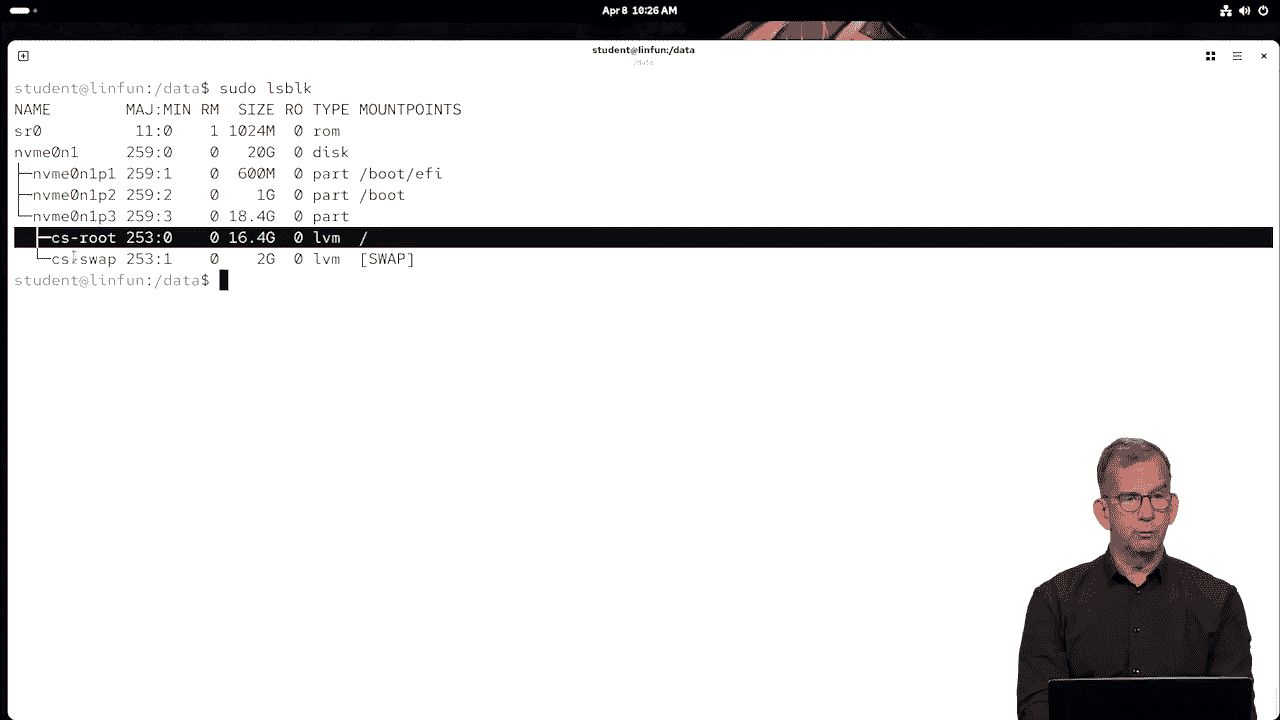 Apr 8 10:26 AM
student@linfun:/data
/data
student@linfun:/data$ sudo lsblk
NAME MAJ:MIN RM SIZE RO TYPE MOUNTPOINTS
sr0 11:0 1 1024M 0 rom
nvme0n1 259:0 0 20G 0 disk
├─nvme0n1p1 259:1 0 600M 0 part /boot/efi
├─nvme0n1p2 259:2 0 1G 0 part /boot
└─nvme0n1p3 259:3 0 18.4G 0 part
├─cs-root 253:0 0 16.4G 0 lvm /
└─cs-swap 253:1 0 2G 0 lvm [SWAP]
student@linfun:/data$